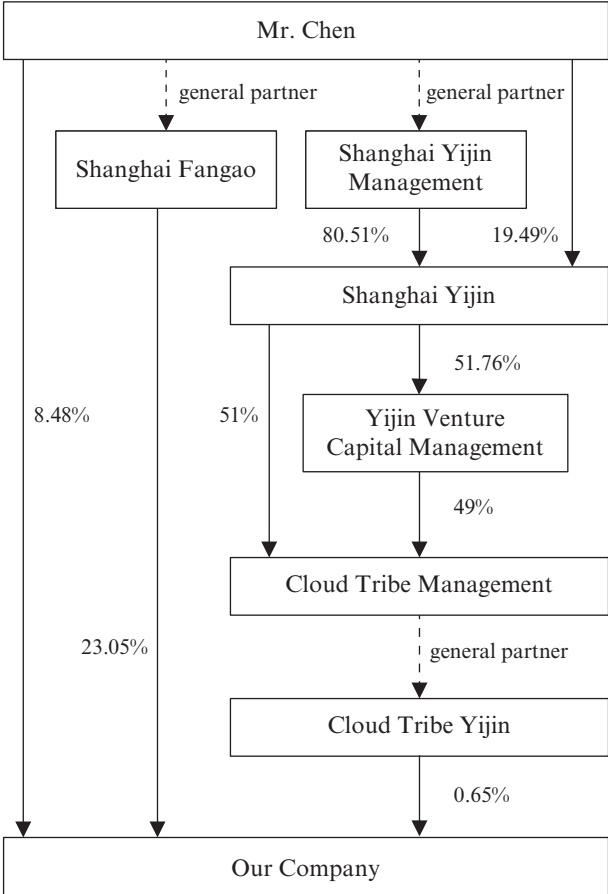 Mr. Chen
general partner
general partner
Shanghai Fangao
Shanghai Yijin
Management
80.51%
19.49%
Shanghai Yijin
51.76%
8.48%
51%
Yijin Venture
Capital Management
49%
Cloud Tribe Management
23.05%
general partner
Cloud Tribe Yijin
0.65%
Our Company